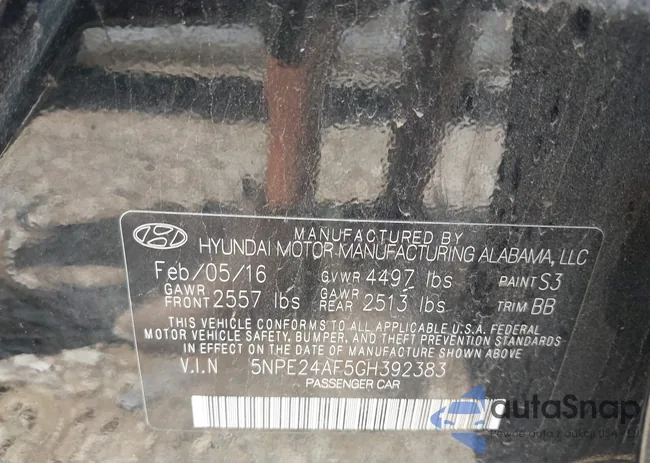 MANUFACTURED BY
HYUNDAI MOTOR MANUFACTURING ALABAMA, LLC
Feb/05/16 GVWR 4497 lbs PAINT S3
GAWR FRONT 2557 lbs GAWR REAR 2513 lbs TRIM BB
THIS VEHICLE CONFORMS TO ALL APPLICABLE U.S.A. FEDERAL
MOTOR VEHICLE SAFETY, BUMPER, AND THEFT PREVENTION STANDARDS
IN EFFECT ON THE DATE OF MANUFACTURE SHOWN ABOVE.
V.I.N 5NPE24AF5GH392383
PASSENGER CAR
autaSnap